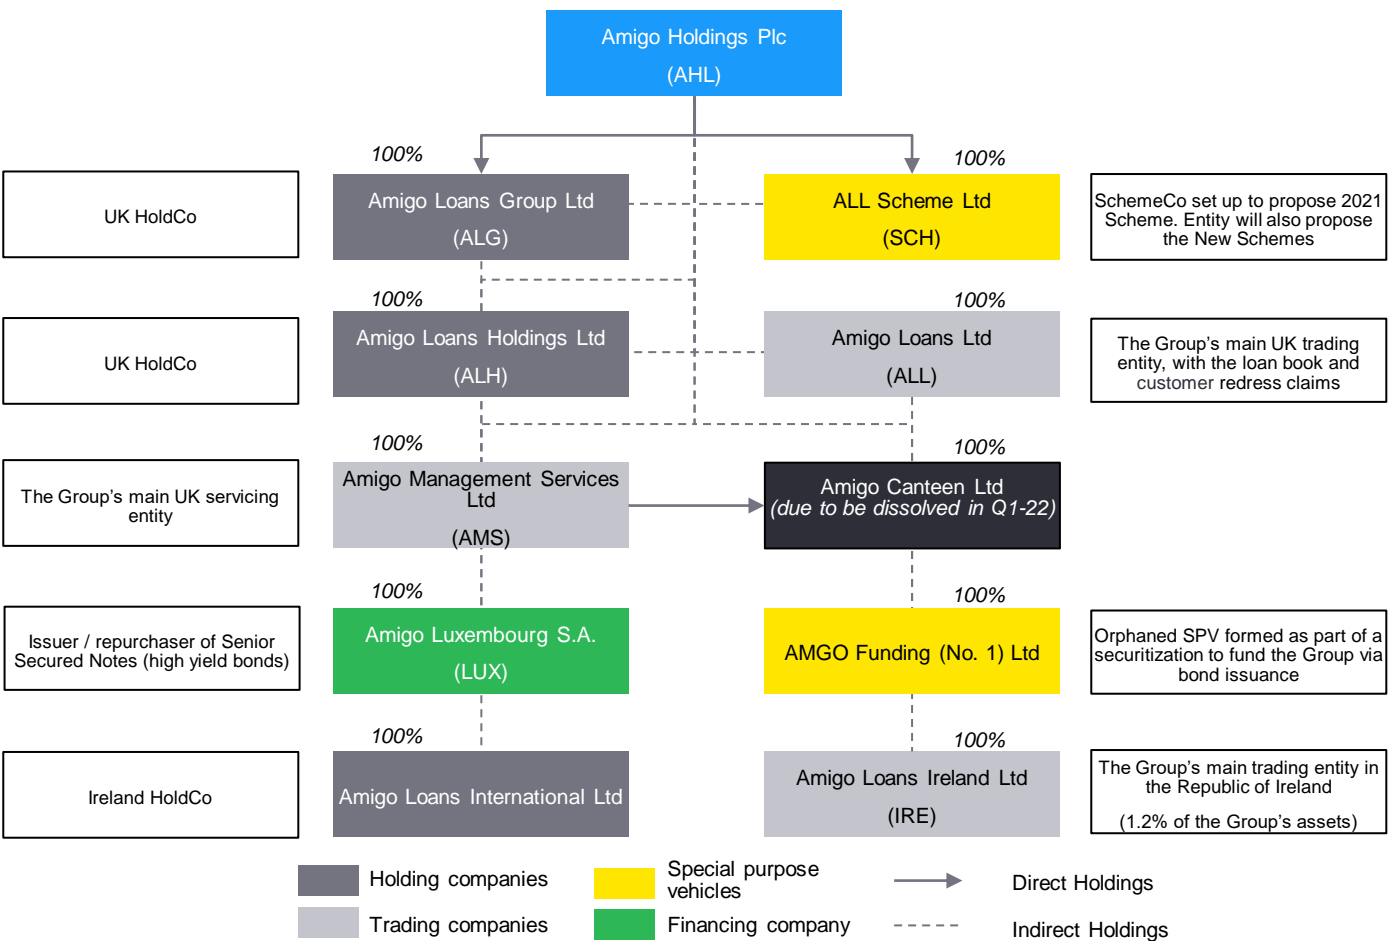 Amigo Holdings Plc
(AHL)
100%
100%
UK HoldCo
Amigo Loans Group Ltd
(ALG)
ALL Scheme Ltd
(SCH)
SchemeCo set up to propose 2021
Scheme. Entity will also propose
the New Schemes
100%
100%
UK HoldCo
Amigo Loans Holdings Ltd
(ALH)
Amigo Loans Ltd
(ALL)
The Group's main UK trading
entity, with the loan book and
customer redress claims
100%
100%
The Group's main UK servicing
entity
Amigo Management Services
Ltd
(AMS)
Amigo Canteen Ltd
(due to be dissolved in Q1-22)
100%
100%
Issuer / repurchaser of Senior
Secured Notes (high yield bonds)
Amigo Luxembourg S.A.
(LUX)
AMGO Funding (No. 1) Ltd
Orphaned SPV formed as part of a
securitization to fund the Group via
bond issuance
100%
100%
Ireland HoldCo
Amigo Loans International Ltd
Amigo Loans Ireland Ltd
(IRE)
The Group's main trading entity in
the Republic of Ireland
(1.2% of the Group's assets)
Holding companies
Special purpose
vehicles
Direct Holdings
Trading companies
Financing company
Indirect Holdings